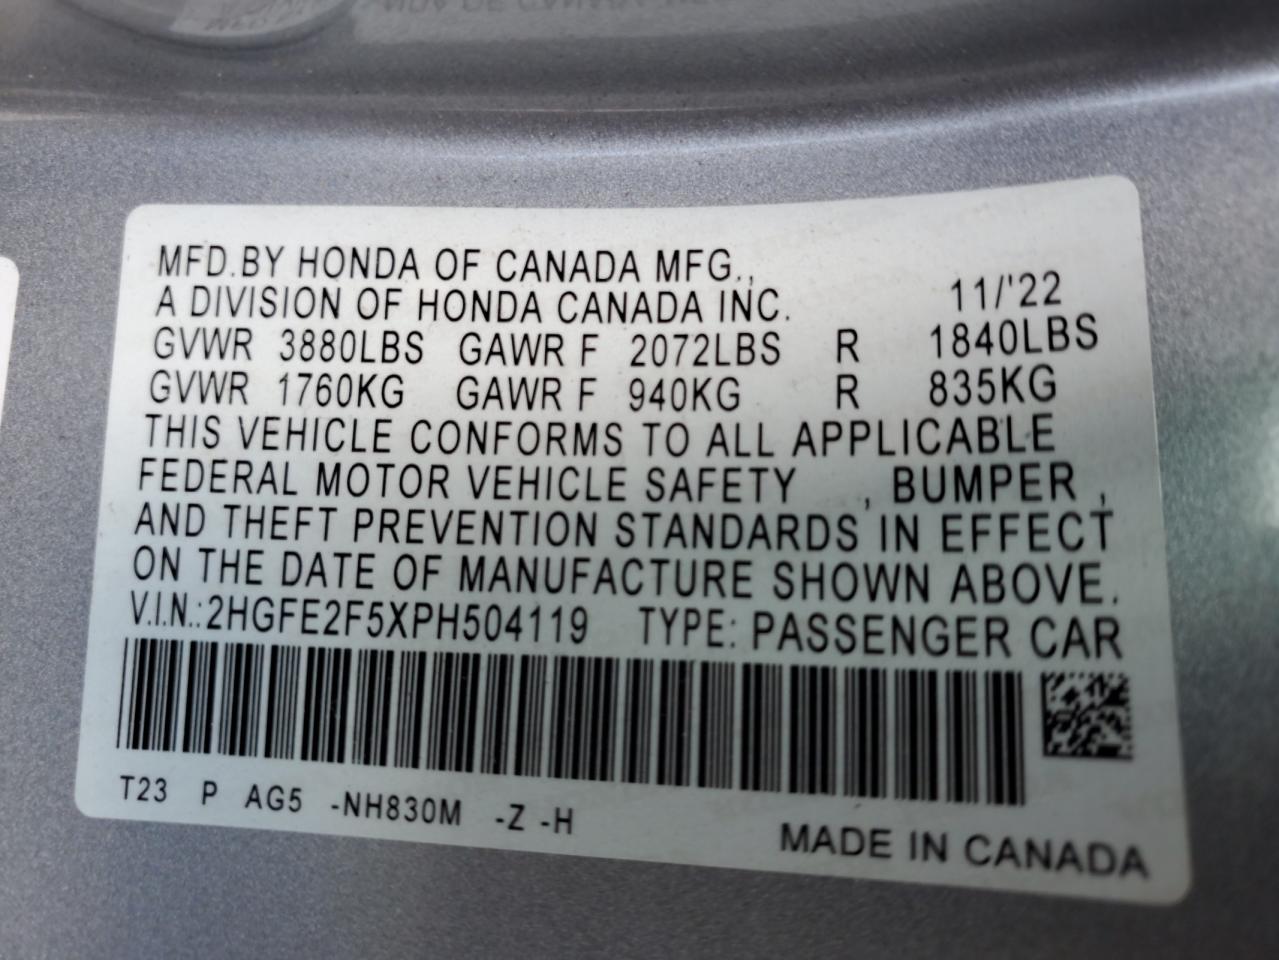 MFD.BY HONDA OF CANADA MFG.,
A DIVISION OF HONDA CANADA INC. 11/'22
GVWR 3880LBS GAWR F 2072LBS R 1840LBS
GVWR 1760KG GAWR F 940KG R 835KG
THIS VEHICLE CONFORMS TO ALL APPLICABLE
FEDERAL MOTOR VEHICLE SAFETY , BUMPER ,
AND THEFT PREVENTION STANDARDS IN EFFECT
ON THE DATE OF MANUFACTURE SHOWN ABOVE.
V.I.N.:2HGFE2F5XPH504119 TYPE: PASSENGER CAR
T23 P AG5 -NH830M -Z -H
MADE IN CANADA